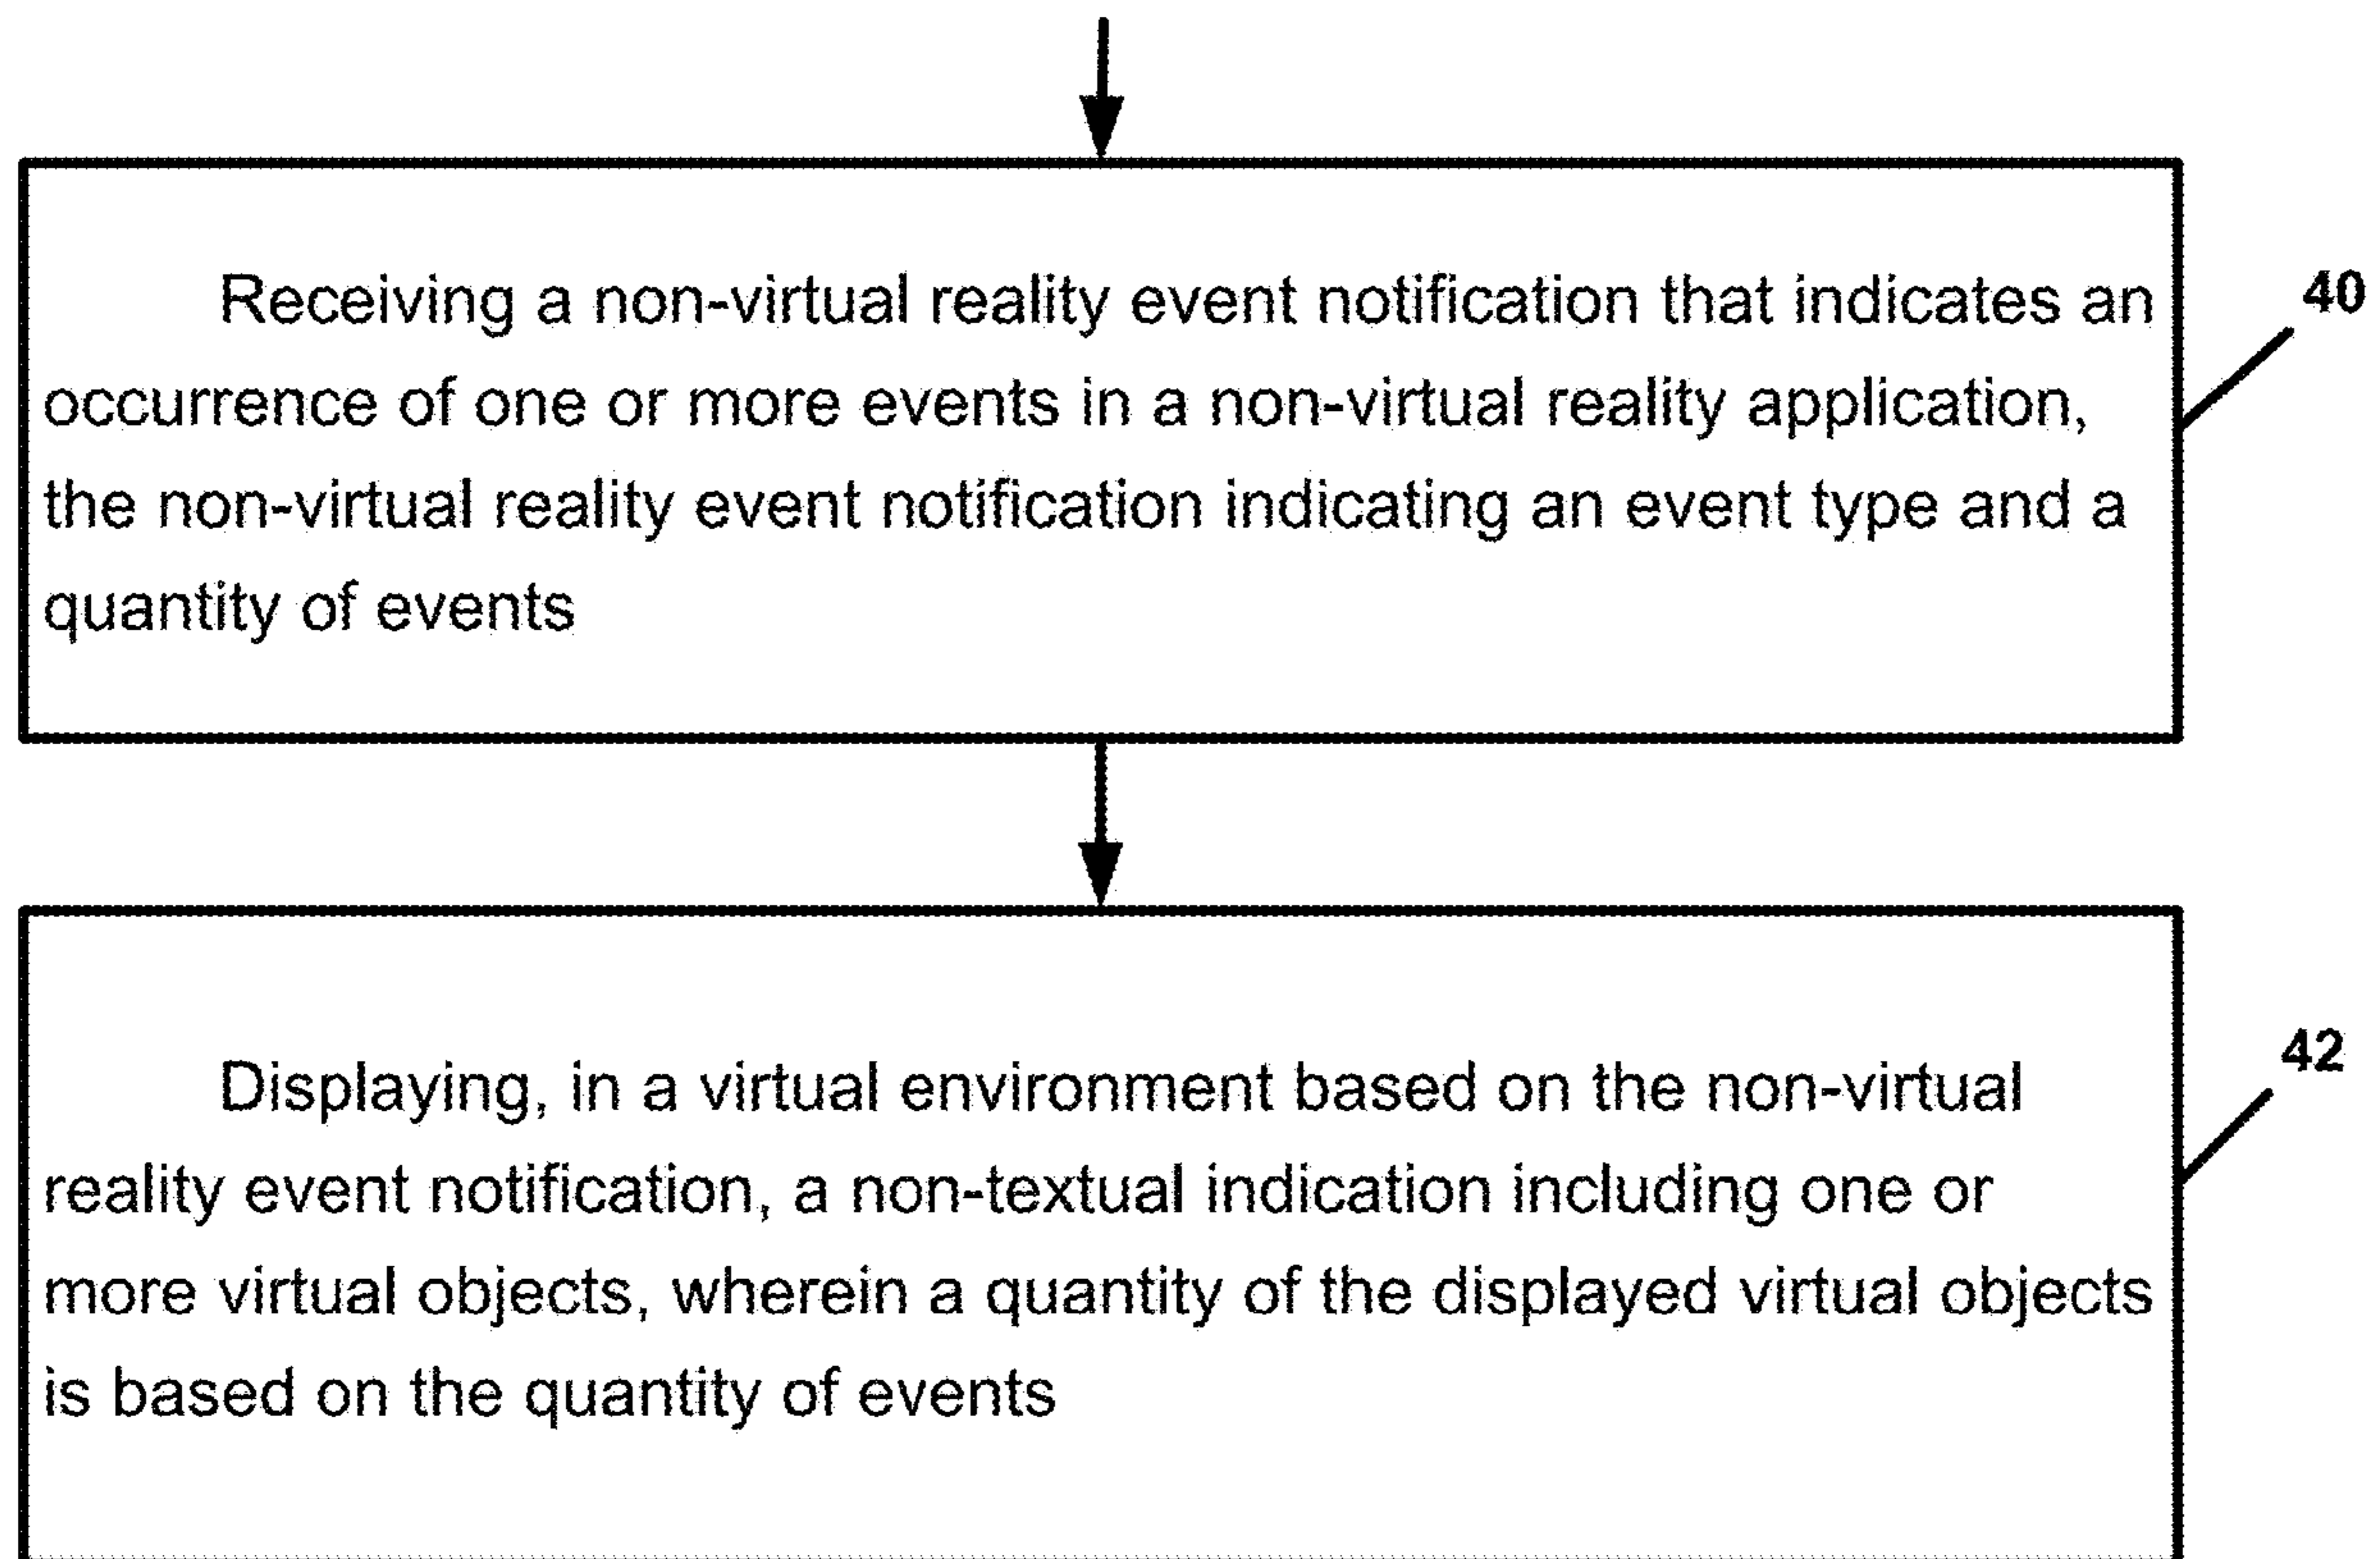 Receiving a non-virtual reality event notification that indicates an
occurrence of one or more events in a non-virtual reality application,
the non-virtual reality event notification indicating an event type and a
quantity of events
40
Displaying, in a virtual environment based on the non-virtual
reality event notification, a non-textual indication including one or
more virtual objects, wherein a quantity of the displayed virtual objects
is based on the quantity of events
42